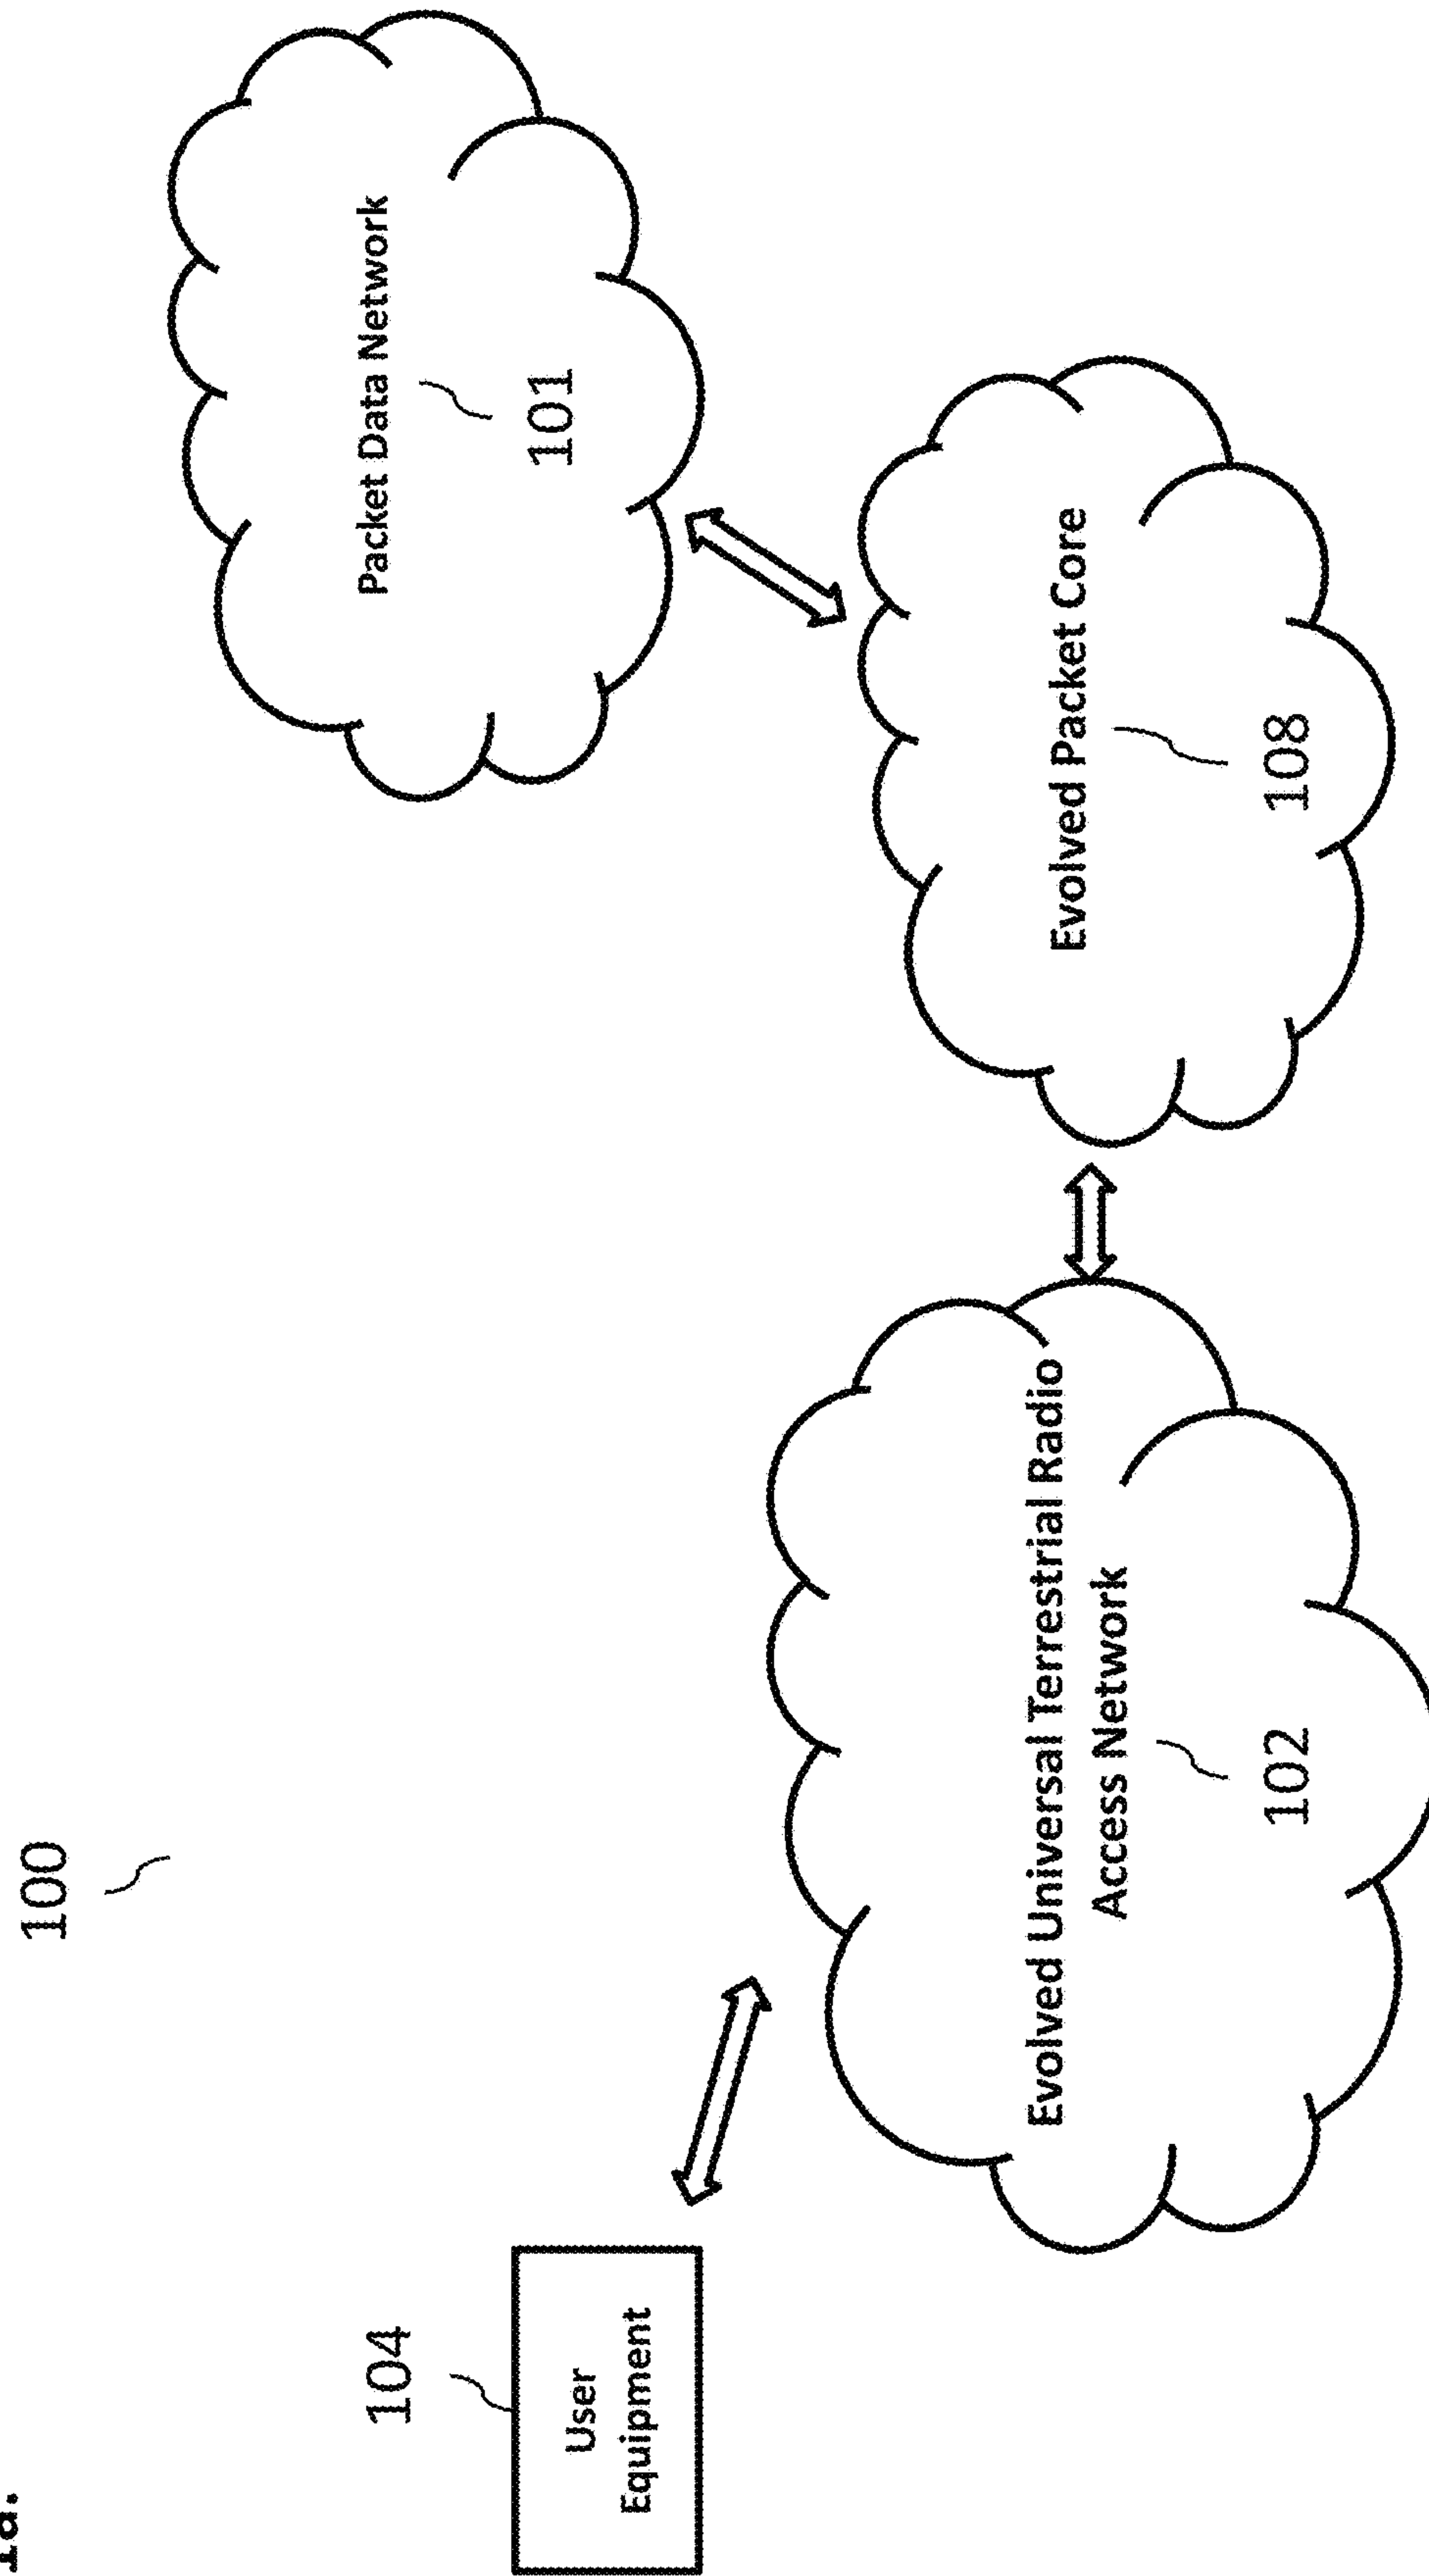 1a.
100
104
User
Equipment
Packet Data Network
101
Evolved Universal Terrestrial Radio
Access Network
102
Evolved Packet Core
108